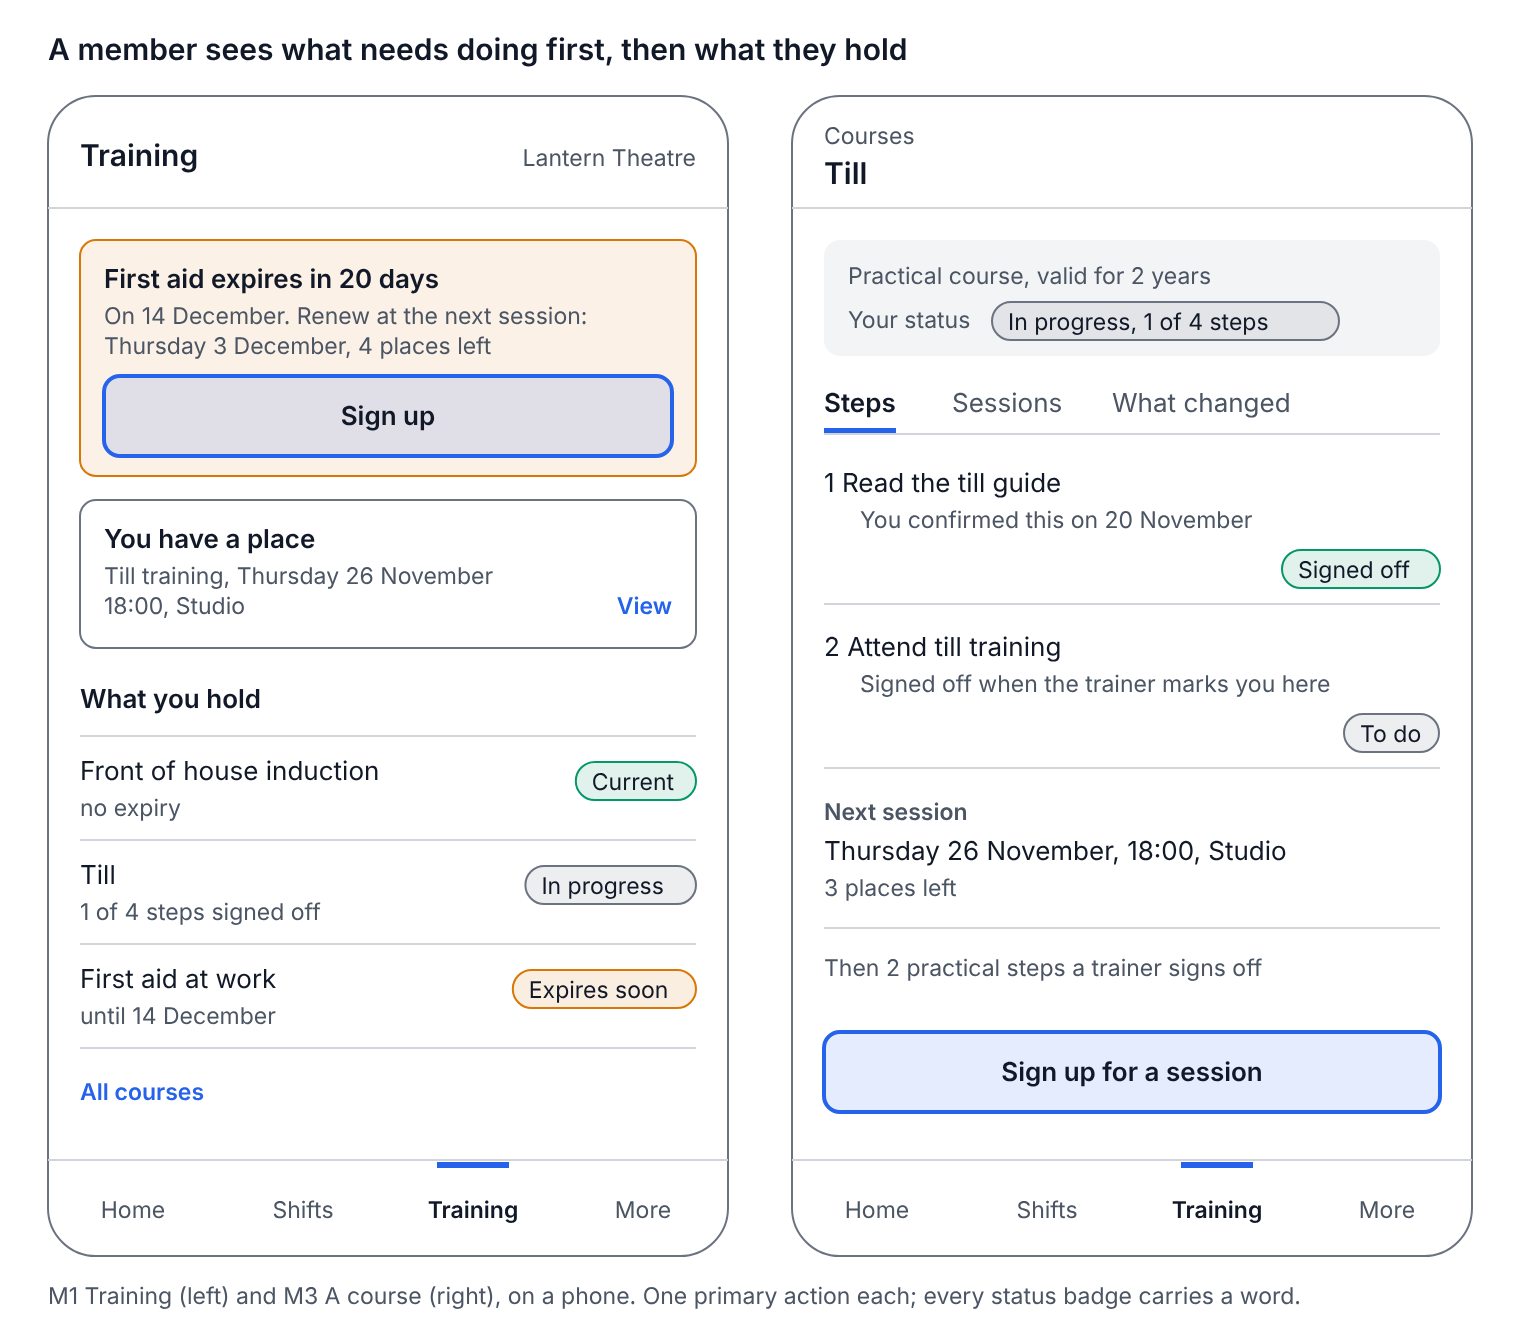 A member sees what needs doing first, then what they hold
Training
Lantern Theatre
First aid expires in 20 days
On 14 December. Renew at the next session:
Thursday 3 December, 4 places left
Sign up
You have a place
Till training, Thursday 26 November
18:00, Studio
View
What you hold
Front of house induction
no expiry
Current
Till
1 of 4 steps signed off
In progress
First aid at work
until 14 December
Expires soon
All courses
Home
Shifts
Training
More
Courses
Till
Practical course, valid for 2 years
Your status
In progress, 1 of 4 steps
Steps
Sessions
What changed
1 Read the till guide
You confirmed this on 20 November
Signed off
2 Attend till training
Signed off when the trainer marks you here
To do
Next session
Thursday 26 November, 18:00, Studio
3 places left
Then 2 practical steps a trainer signs off
Sign up for a session
Home
Shifts
Training
More
M1 Training (left) and M3 A course (right), on a phone. One primary action each; every status badge carries a word.